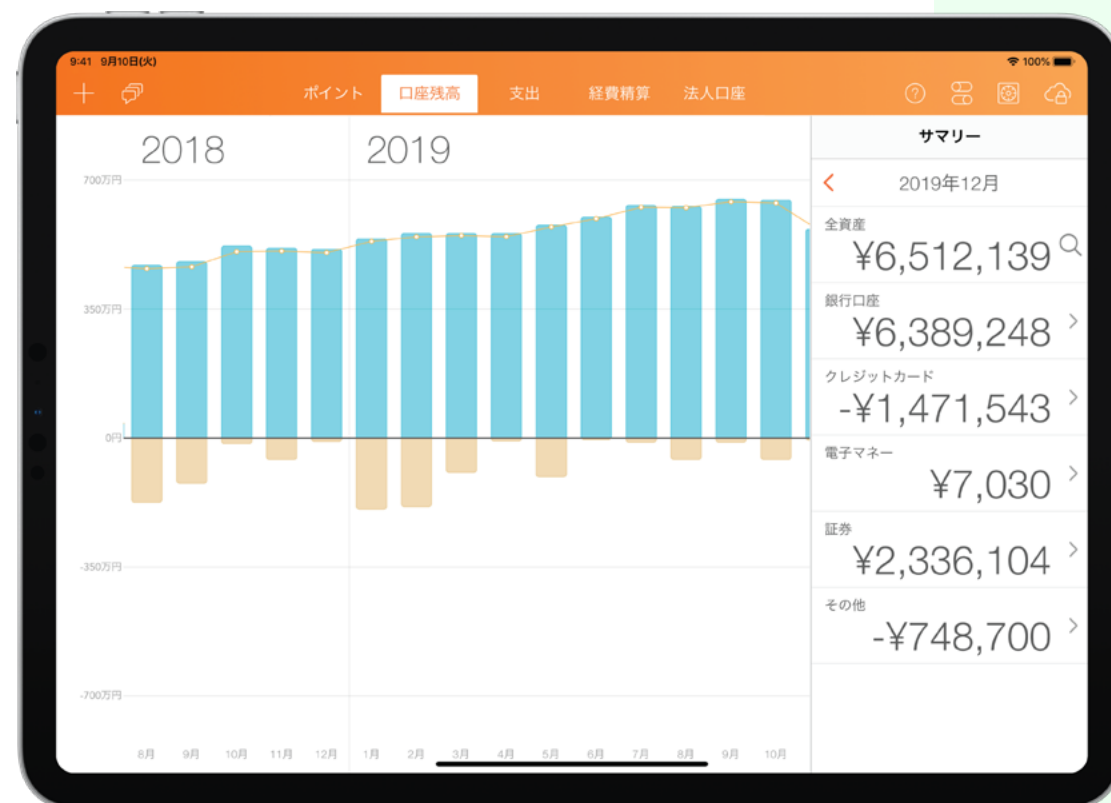 9:41 9月10日(火)
100%
ポイント 口座残高 支出 経費精算 法人口座
2018 2019
700万円
350万円
0円
-350万円
-700万円
8月 9月 10月 11月 12月 1月 2月 3月 4月 5月 6月 7月 8月 9月 10月
サマリー
2019年12月
全資産
¥6,512,139
銀行口座
¥6,389,248
クレジットカード
-¥1,471,543
電子マネー
¥7,030
証券
¥2,336,104
その他
-¥748,700